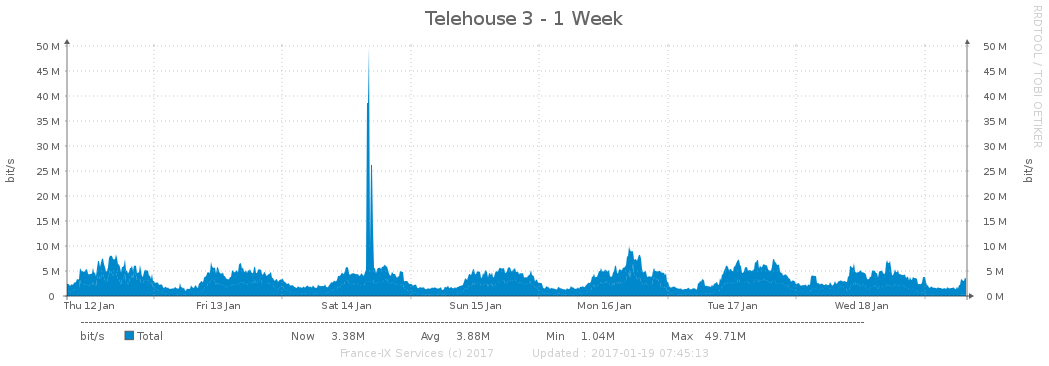 Telehouse 3 - 1 Week
RRDTOOL / TOBI OETIKER
50 M 50 M
45 M 45 M
40 M 40 M
35 M 35 M
30 M 30 M
25 M 25 M
20 M 20 M
15 M 15 M
10 M 10 M
5 M 5 M
0 0 M
bit/s
bit/s
Thu 12 Jan Fri 13 Jan Sat 14 Jan Sun 15 Jan Mon 16 Jan Tue 17 Jan Wed 18 Jan
bit/s Total Now 3.38M Avg 3.88M Min 1.04M Max 49.71M
France-IX Services (c) 2017 Updated : 2017-01-19 07:45:13